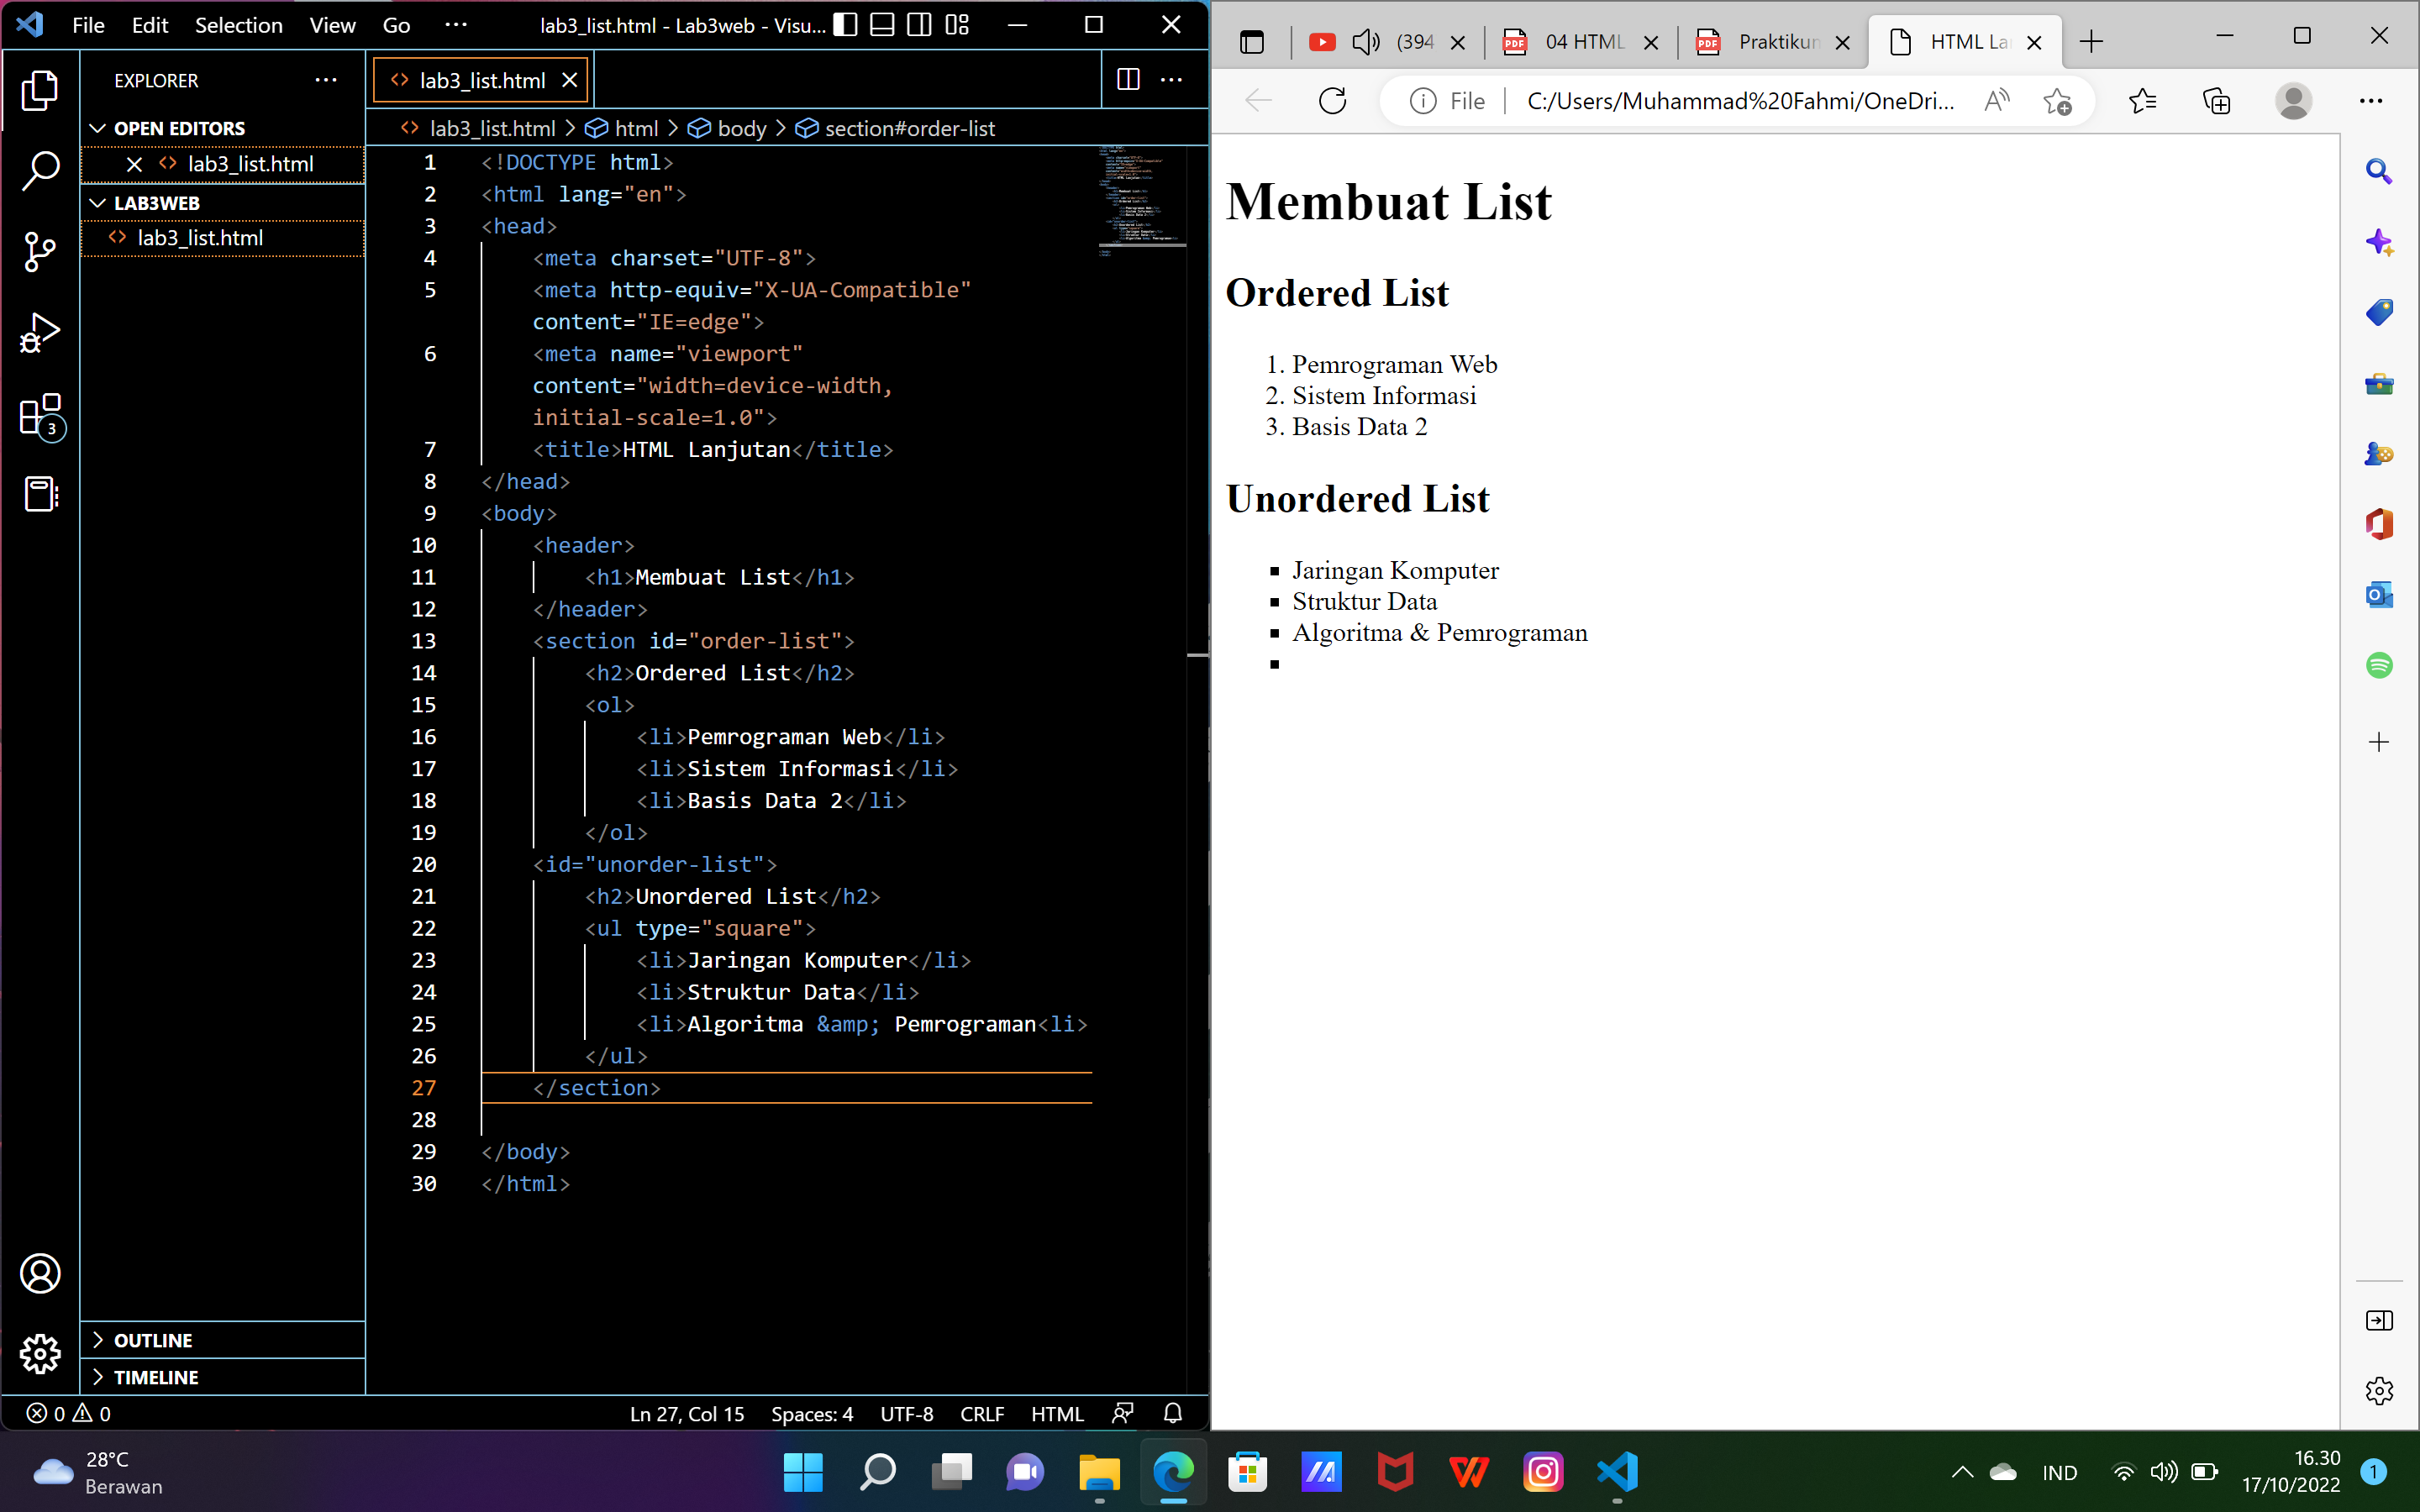 File Edit Selection View Go ··· lab3_list.html - Lab3web - Visu...
EXPLORER
OPEN EDITORS
lab3_list.html
LAB3WEB
lab3_list.html
3
OUTLINE
TIMELINE
lab3_list.html
lab3_list.html > html > body > section#order-list
1 <!DOCTYPE html>
2 <html lang="en">
3 <head>
4 <meta charset="UTF-8">
5 <meta http-equiv="X-UA-Compatible"
content="IE=edge">
6 <meta name="viewport"
content="width=device-width,
initial-scale=1.0">
7 <title>HTML Lanjutan</title>
8 </head>
9 <body>
10 <header>
11 <h1>Membuat List</h1>
12 </header>
13 <section id="order-list">
14 <h2>Ordered List</h2>
15 <ol>
16 <li>Pemrograman Web</li>
17 <li>Sistem Informasi</li>
18 <li>Basis Data 2</li>
19 </ol>
20 <id="unorder-list">
21 <h2>Unordered List</h2>
22 <ul type="square">
23 <li>Jaringan Komputer</li>
24 <li>Struktur Data</li>
25 <li>Algoritma &amp; Pemrograman<li>
26 </ul>
27 </section>
28
29 </body>
30 </html>
0 0 Ln 27, Col 15 Spaces: 4 UTF-8 CRLF HTML
(394 04 HTML Praktikun HTML La
File C:/Users/Muhammad%20Fahmi/OneDri...
Membuat List
Ordered List
1. Pemrograman Web
2. Sistem Informasi
3. Basis Data 2
Unordered List
Jaringan Komputer
Struktur Data
Algoritma & Pemrograman
28°C
Berawan
IND
16.30
17/10/2022
1